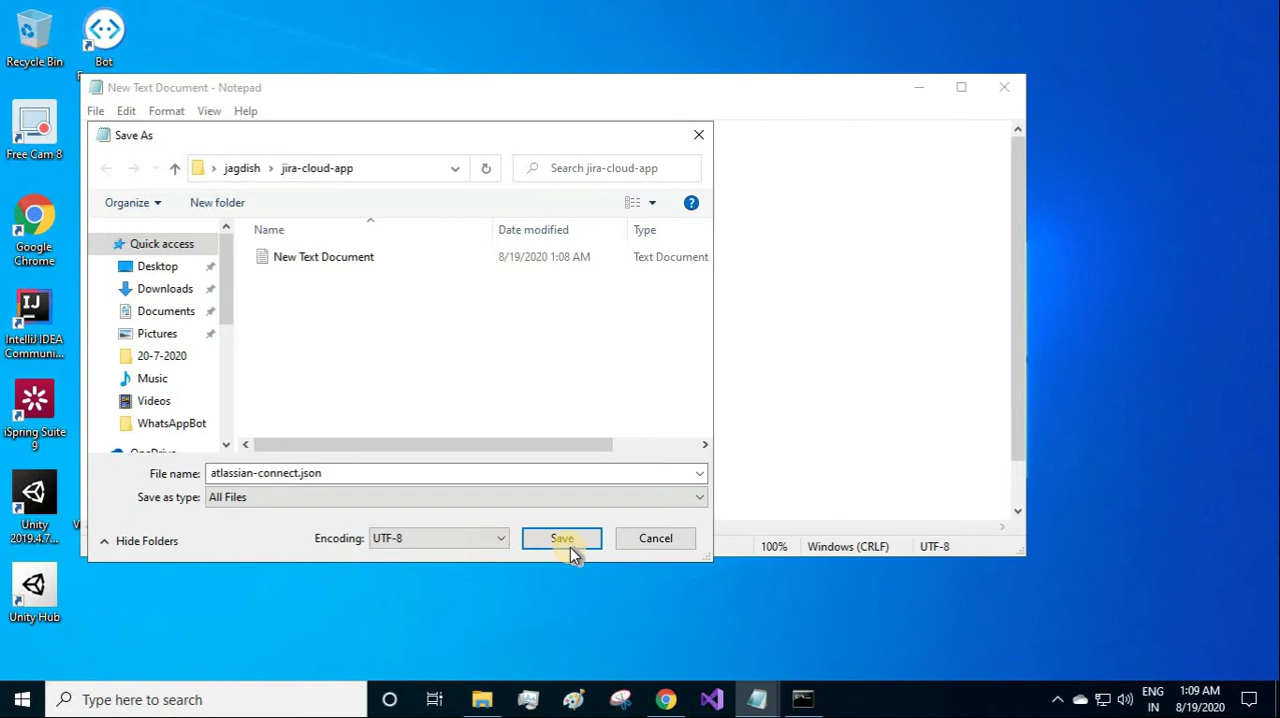 Recycle Bin
Bot
Free Cam 8
Google
Chrome
IntelliJ IDEA
Communi...
iSpring Suite
9
Unity
2019.4.7...
Unity Hub
New Text Document - Notepad
File Edit Format View Help
Save As
jagdish › jira-cloud-app
Search jira-cloud-app
Organize New folder
Name Date modified Type
New Text Document 8/19/2020 1:08 AM Text Document
Quick access
Desktop
Downloads
Documents
Pictures
20-7-2020
Music
Videos
WhatsAppBot
OneDrive
File name: atlassian-connect.json
Save as type: All Files
Hide Folders
Encoding: UTF-8
Save
Cancel
100% Windows (CRLF) UTF-8
Type here to search
ENG
IN
1:09 AM
8/19/2020